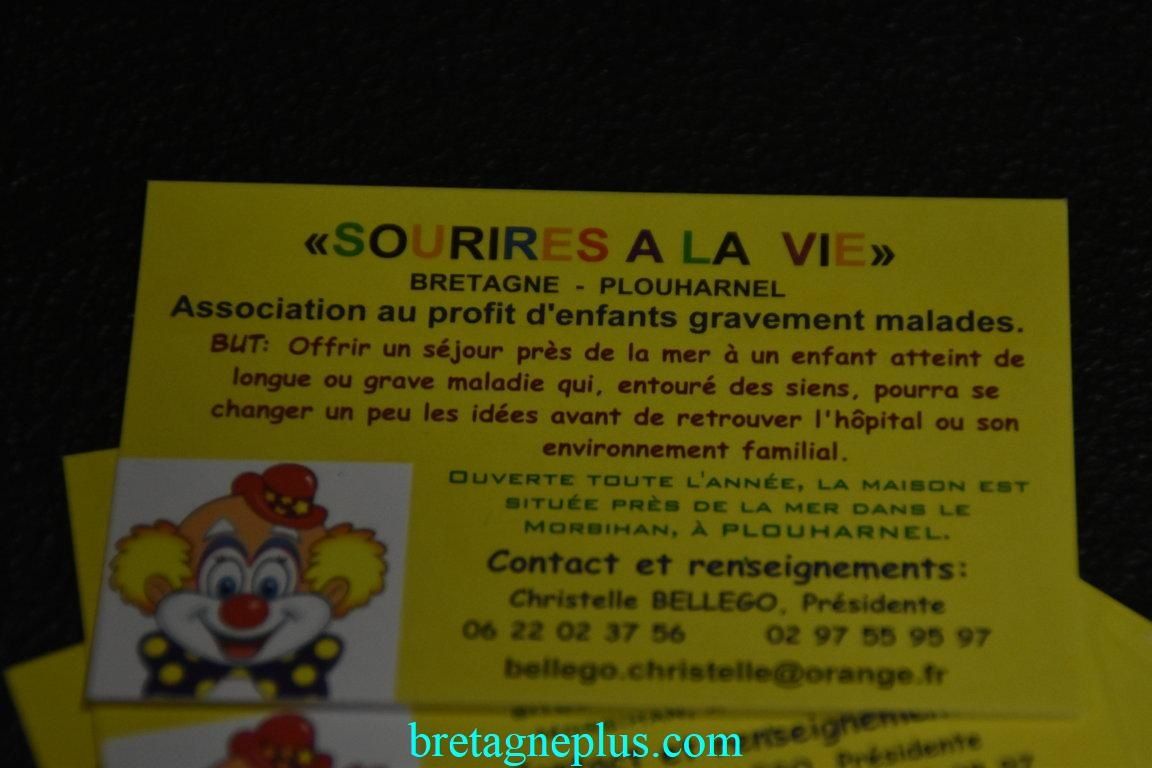 «SOURIRES A LA VIE»
BRETAGNE - PLOUHARNEL
Association au profit d'enfants gravement malades.
BUT: Offrir un séjour près de la mer à un enfant atteint de
longue ou grave maladie qui, entouré des siens, pourra se
changer un peu les idées avant de retrouver l'hôpital ou son
environnement familial.
OUVERTE TOUTE L'ANNÉE, LA MAISON EST
SITUÉE PRÈS DE LA MER DANS LE
MORBIHAN, À PLOUHARNEL.
Contact et renseignements:
Christelle BELLEGO, Présidente
06 22 02 37 56 02 97 55 95 97
bellego.christelle@orange.fr
Présidente
bretagneplus.com